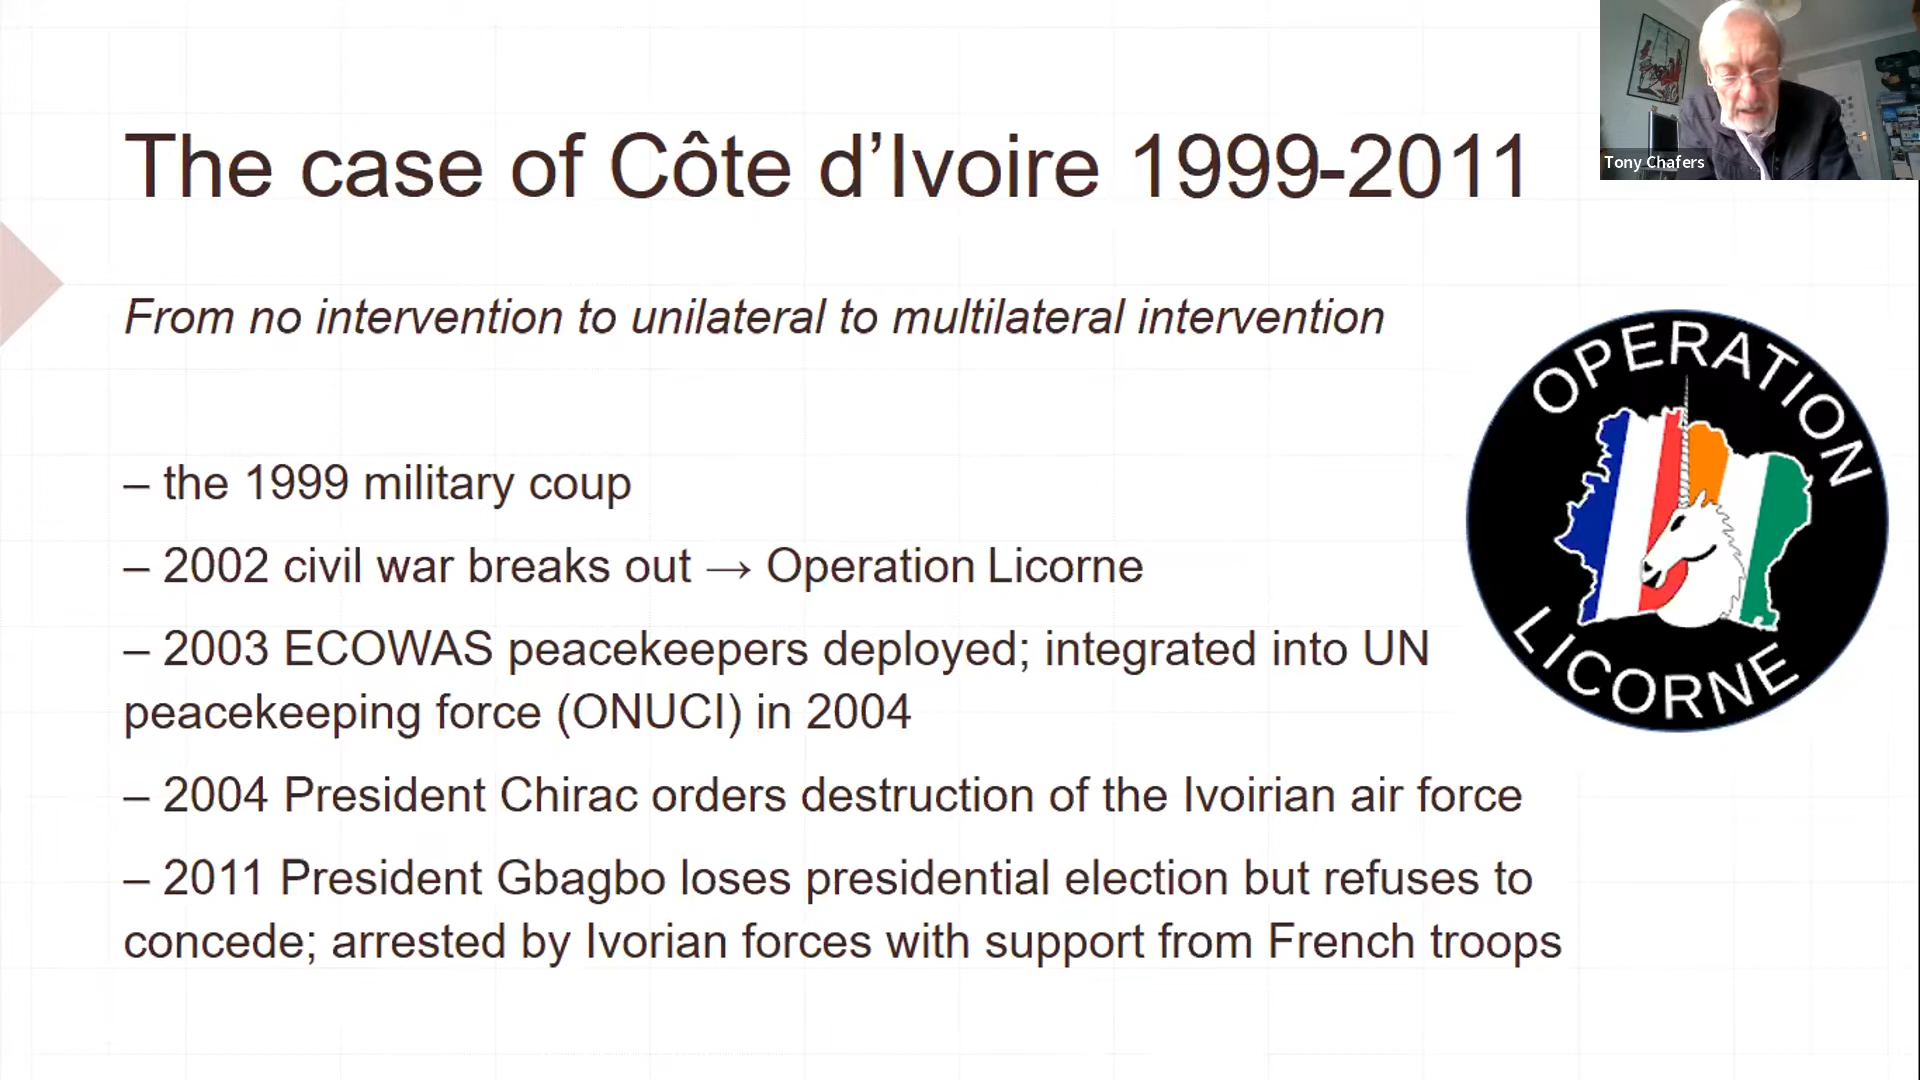 The case of Côte d’Ivoire 1999-2011
Tony Chafers
From no intervention to unilateral to multilateral intervention
OPERATION
LICORNE
– the 1999 military coup
– 2002 civil war breaks out → Operation Licorne
– 2003 ECOWAS peacekeepers deployed; integrated into UN
peacekeeping force (ONUCI) in 2004
– 2004 President Chirac orders destruction of the Ivoirian air force
– 2011 President Gbagbo loses presidential election but refuses to
concede; arrested by Ivorian forces with support from French troops